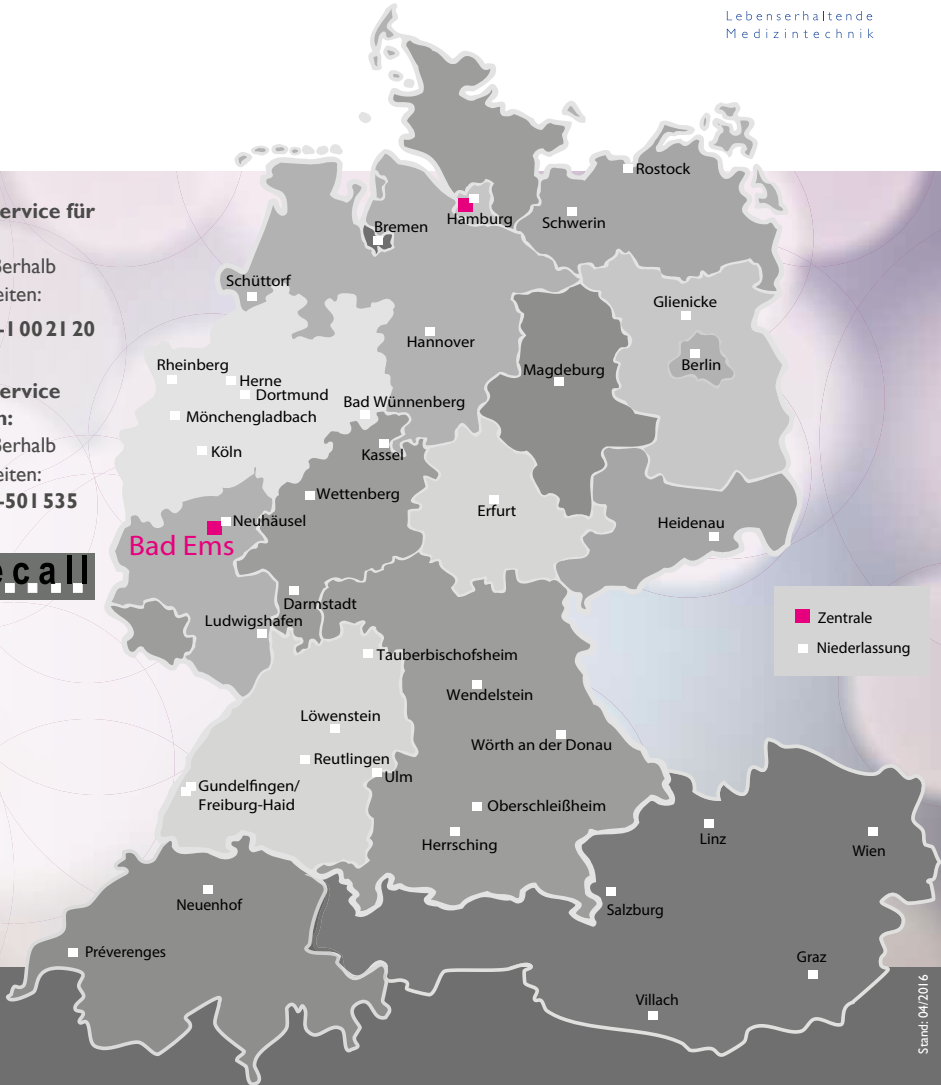 Lebenserhaltende
Medizintechnik
ervice für
erhalb
eiten:
-1002120
ervice
n:
erhalb
eiten:
-501535
ecall
Rostock
Hamburg
Schwerin
Bremen
Schüttorf
Glienicke
Hannover
Berlin
Magdeburg
Rheinberg
Herne
Dortmund
Bad Wünnenberg
Mönchengladbach
Köln
Kassel
Wettenberg
Erfurt
Neuhäusel
Heidenau
Bad Ems
Darmstadt
Ludwigshafen
Zentrale
Niederlassung
Tauberbischofsheim
Wendelstein
Löwenstein
Wörth an der Donau
Reutlingen
Ulm
Gundelfingen/
Freiburg-Haid
Oberschleißheim
Herrsching
Linz
Wien
Neuenhof
Salzburg
Préverenges
Graz
Villach
Stand: 04/2016